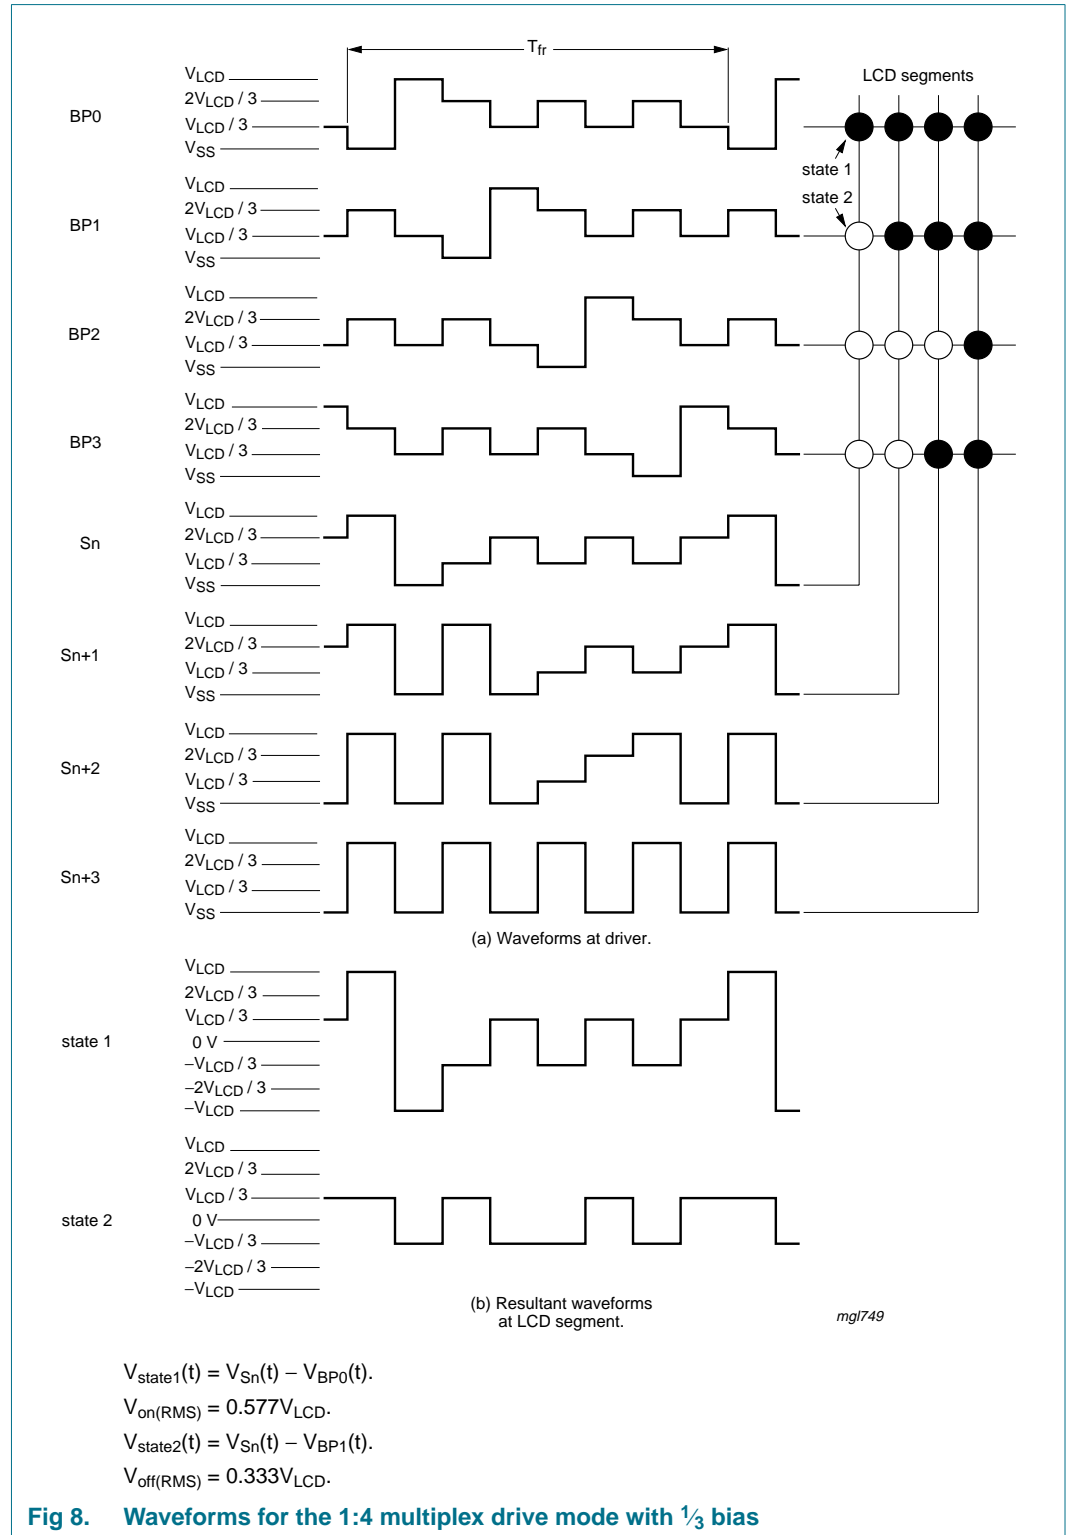 Tfr
LCD segments
BP0
VLCD
2VLCD / 3
VLCD / 3
VSS
state 1
state 2
BP1
VLCD
2VLCD / 3
VLCD / 3
VSS
BP2
VLCD
2VLCD / 3
VLCD / 3
VSS
BP3
VLCD
2VLCD / 3
VLCD / 3
VSS
Sn
VLCD
2VLCD / 3
VLCD / 3
VSS
Sn+1
VLCD
2VLCD / 3
VLCD / 3
VSS
Sn+2
VLCD
2VLCD / 3
VLCD / 3
VSS
Sn+3
VLCD
2VLCD / 3
VLCD / 3
VSS
(a) Waveforms at driver.
state 1
VLCD
2VLCD / 3
VLCD / 3
0 V
−VLCD / 3
−2VLCD / 3
−VLCD
state 2
VLCD
2VLCD / 3
VLCD / 3
0 V
−VLCD / 3
−2VLCD / 3
−VLCD
(b) Resultant waveforms
at LCD segment.
mgl749
Vstate1(t) = VSn(t) − VBP0(t).
Von(RMS) = 0.577VLCD.
Vstate2(t) = VSn(t) − VBP1(t).
Voff(RMS) = 0.333VLCD.
Fig 8. Waveforms for the 1:4 multiplex drive mode with 1⁄3 bias